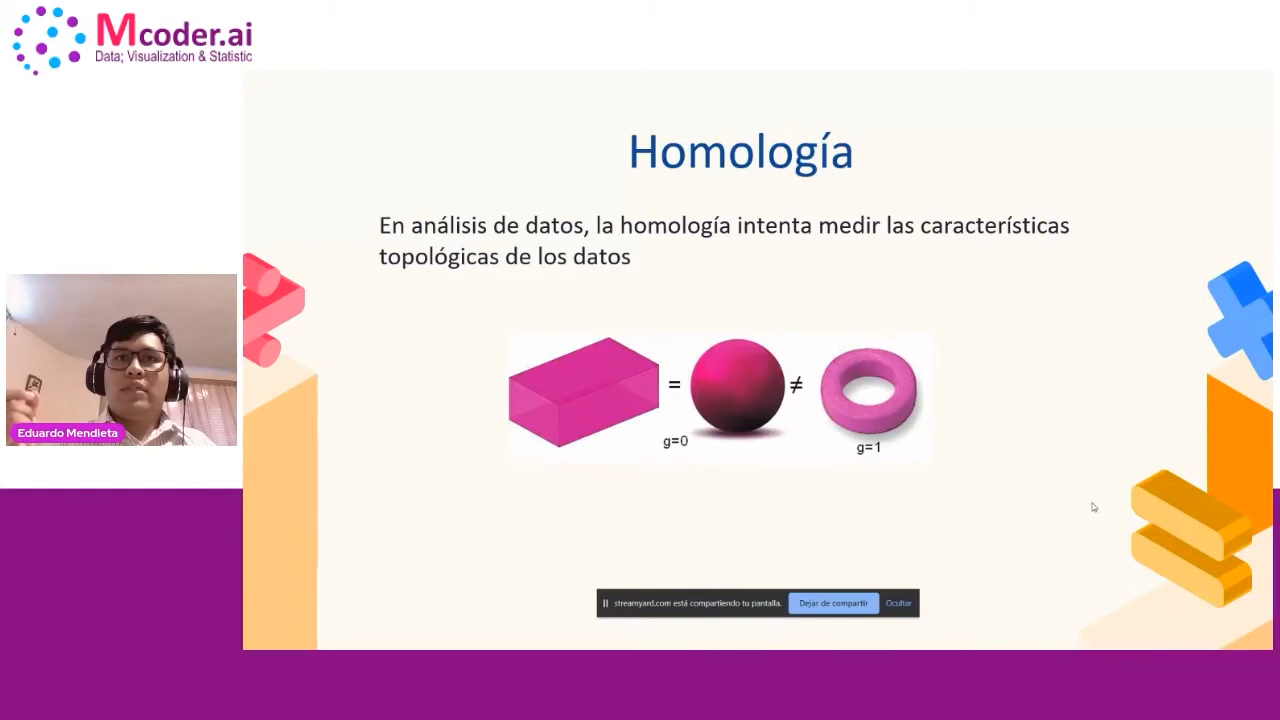 Mcoder.ai
Data; Visualization & Statistic
Homología
En análisis de datos, la homología intenta medir las características
topológicas de los datos
= ≠
g=0
g=1
Eduardo Mendieta
streamyard.com está compartiendo tu pantalla. Dejar de compartir Ocultar